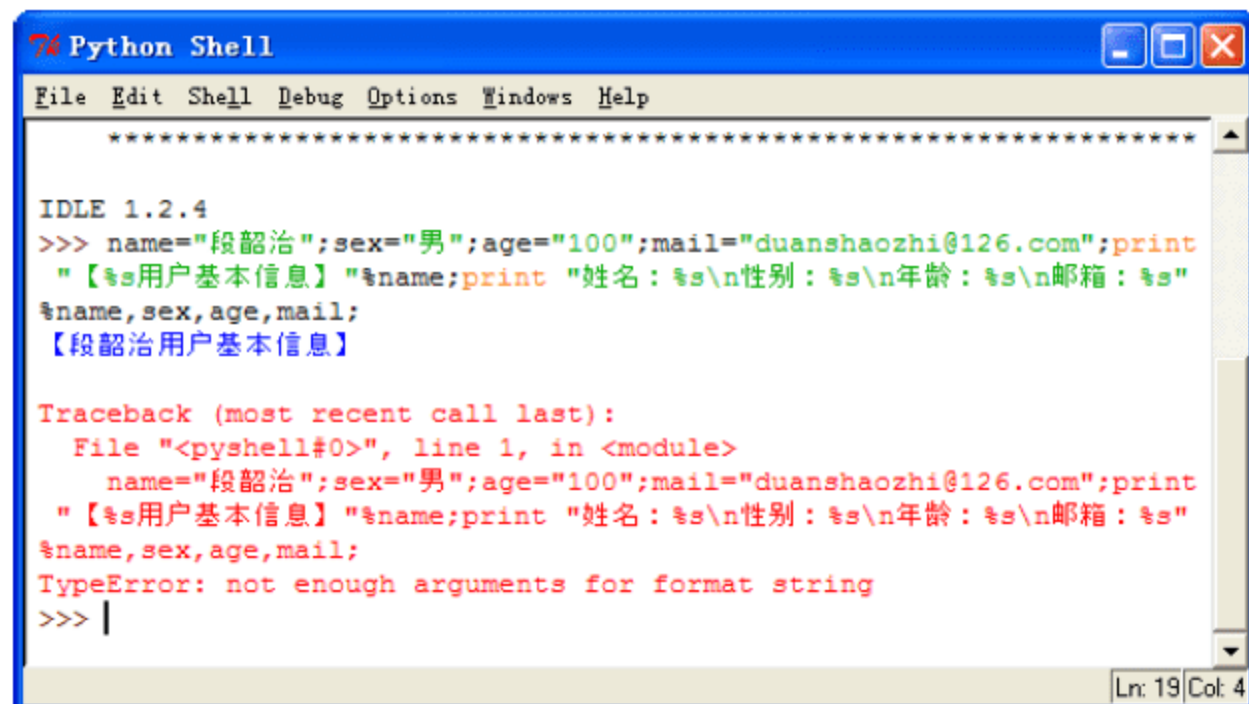 Python Shell
File Edit Shell Debug Options Windows Help
****************************************************************
IDLE 1.2.4
>>> name="段韶治";sex="男";age="100";mail="duanshaozhi@126.com";print
"【%s用户基本信息】"%name;print "姓名：%s\n性别：%s\n年龄：%s\n邮箱：%s"
%name,sex,age,mail;
【段韶治用户基本信息】
Traceback (most recent call last):
File "<pyshell#0>", line 1, in <module>
name="段韶治";sex="男";age="100";mail="duanshaozhi@126.com";print
"【%s用户基本信息】"%name;print "姓名：%s\n性别：%s\n年龄：%s\n邮箱：%s"
%name,sex,age,mail;
TypeError: not enough arguments for format string
>>>
Ln: 19 Col: 4